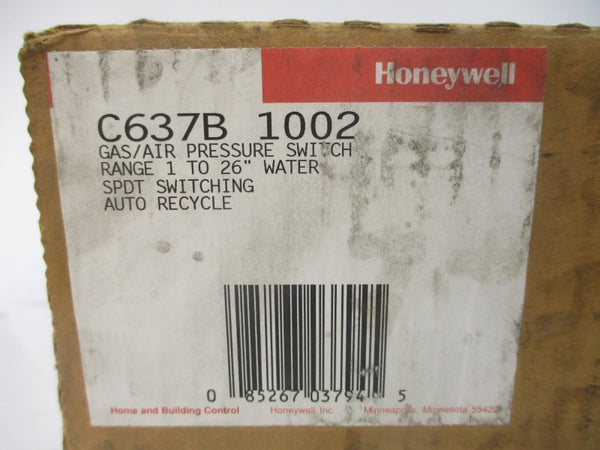 Honeywell
C637B 1002
GAS/AIR PRESSURE SWITCH
RANGE 1 TO 26" WATER
SPDT SWITCHING
AUTO RECYCLE
0 85267 03794 5
Home and Building Control Honeywell Inc. Minneapolis, Minnesota 55422